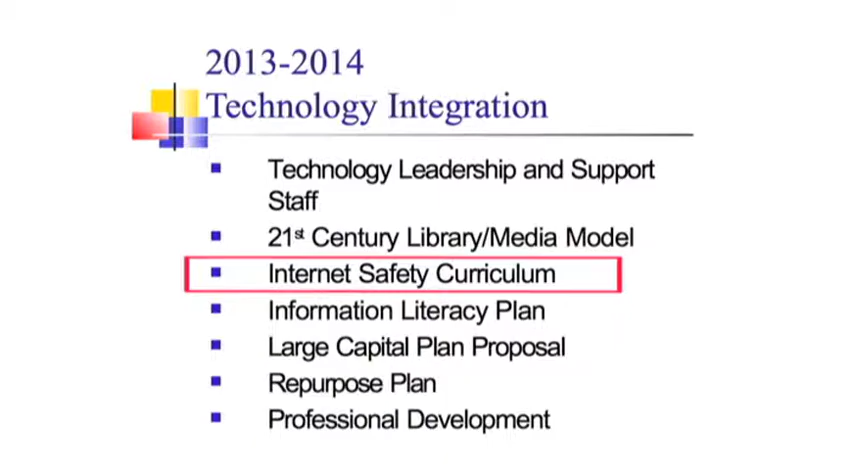 2013-2014
Technology Integration
Technology Leadership and Support
Staff
21st Century Library/Media Model
Internet Safety Curriculum
Information Literacy Plan
Large Capital Plan Proposal
Repurpose Plan
Professional Development